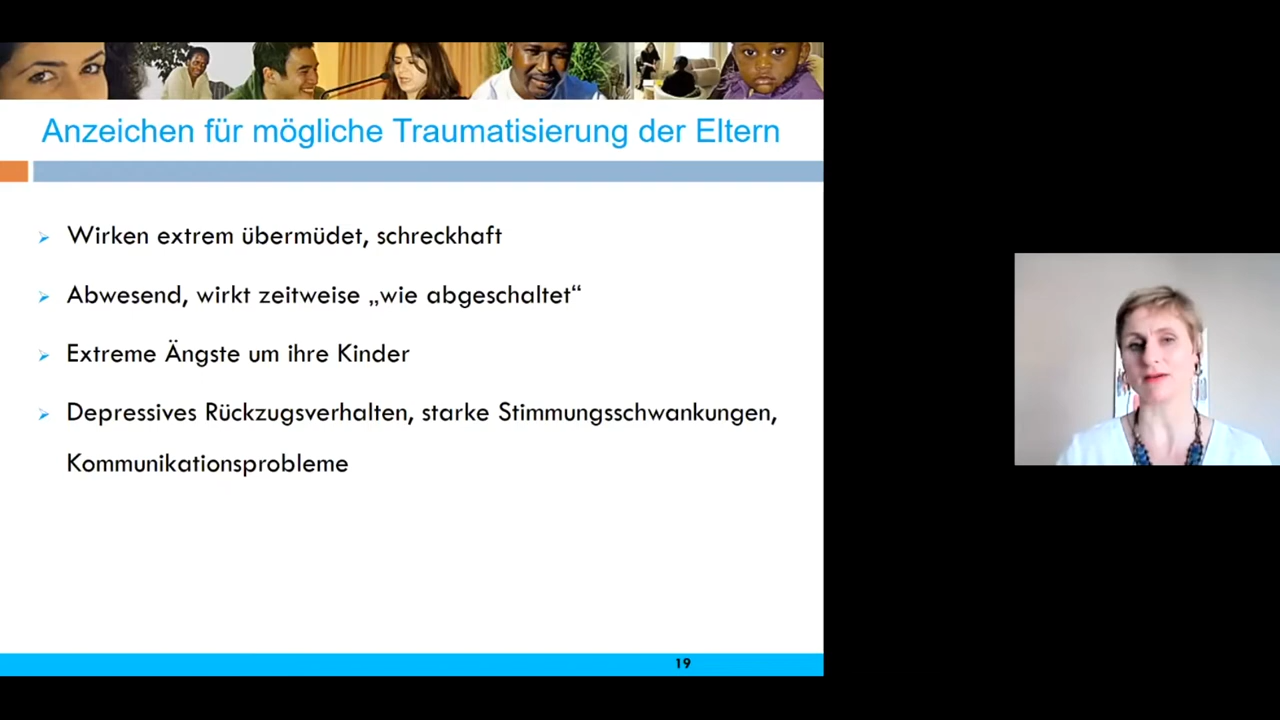 Anzeichen für mögliche Traumatisierung der Eltern
Wirken extrem übermüdet, schreckhaft
Abwesend, wirkt zeitweise „wie abgeschaltet“
Extreme Ängste um ihre Kinder
Depressives Rückzugsverhalten, starke Stimmungsschwankungen,
Kommunikationsprobleme
19